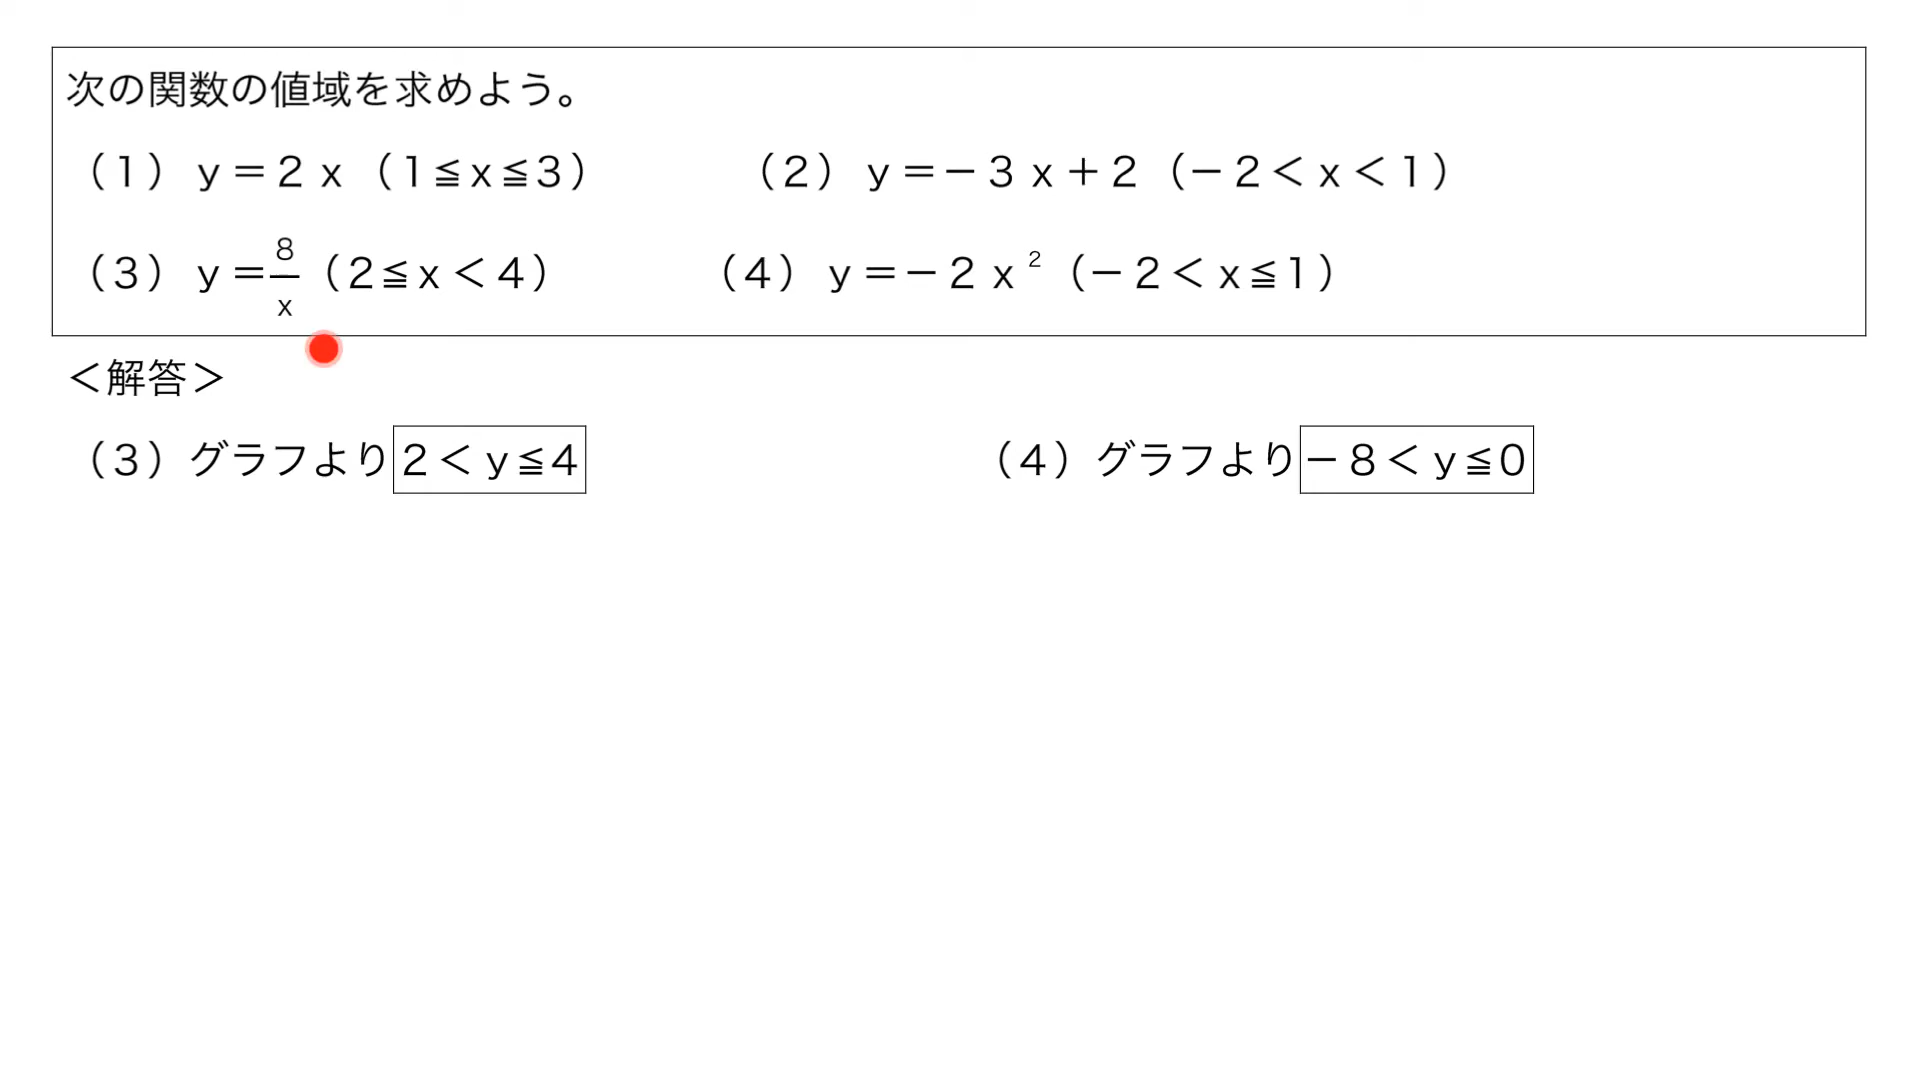 次の関数の値域を求めよう。
（1） y＝2x（1≦x≦3） （2） y＝－3x＋2（－2＜x＜1）
（3） y＝8/x（2≦x＜4） （4） y＝－2x²（－2＜x≦1）
＜解答＞
（3）グラフより 2＜y≦4 （4）グラフより －8＜y≦0